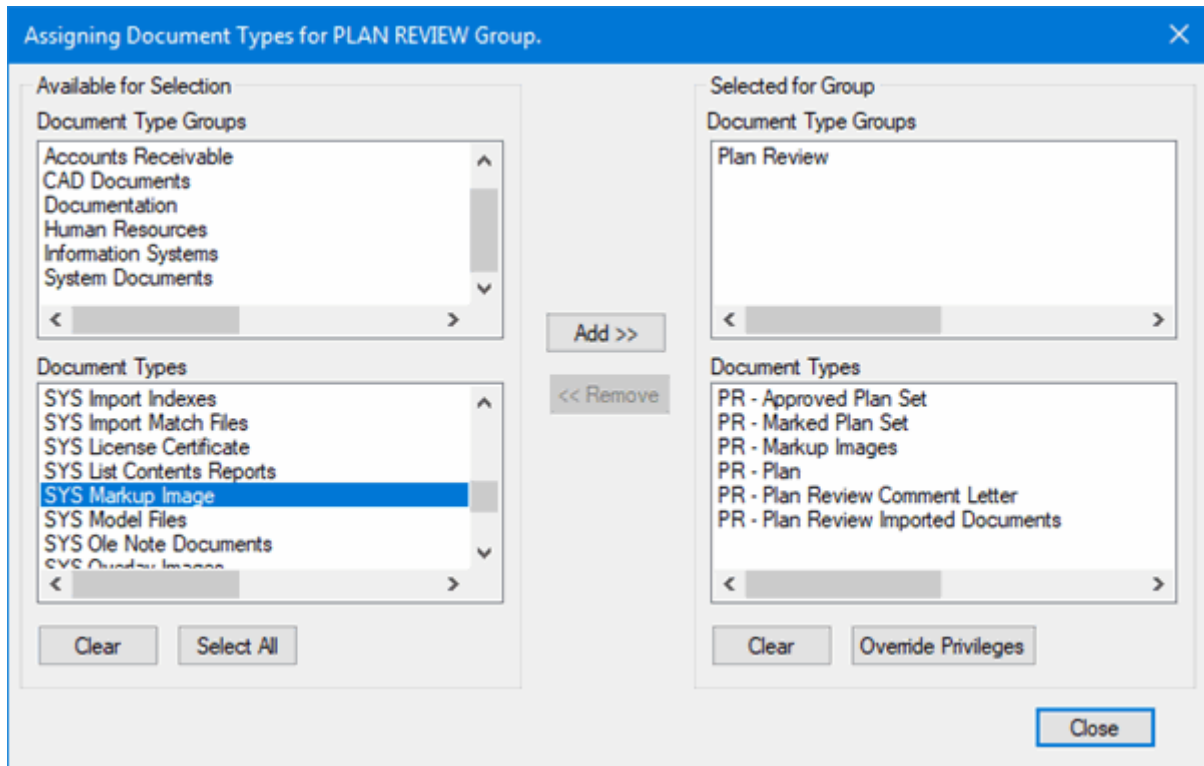 Assigning Document Types for PLAN REVIEW Group.
Available for Selection
Document Type Groups
Accounts Receivable
CAD Documents
Documentation
Human Resources
Information Systems
System Documents
Document Types
SYS Import Indexes
SYS Import Match Files
SYS License Certificate
SYS List Contents Reports
SYS Markup Image
SYS Model Files
SYS Ole Note Documents
SYS Overlay Images
Clear
Select All
Add >>
<< Remove
Selected for Group
Document Type Groups
Plan Review
Document Types
PR - Approved Plan Set
PR - Marked Plan Set
PR - Markup Images
PR - Plan
PR - Plan Review Comment Letter
PR - Plan Review Imported Documents
Clear
Override Privileges
Close